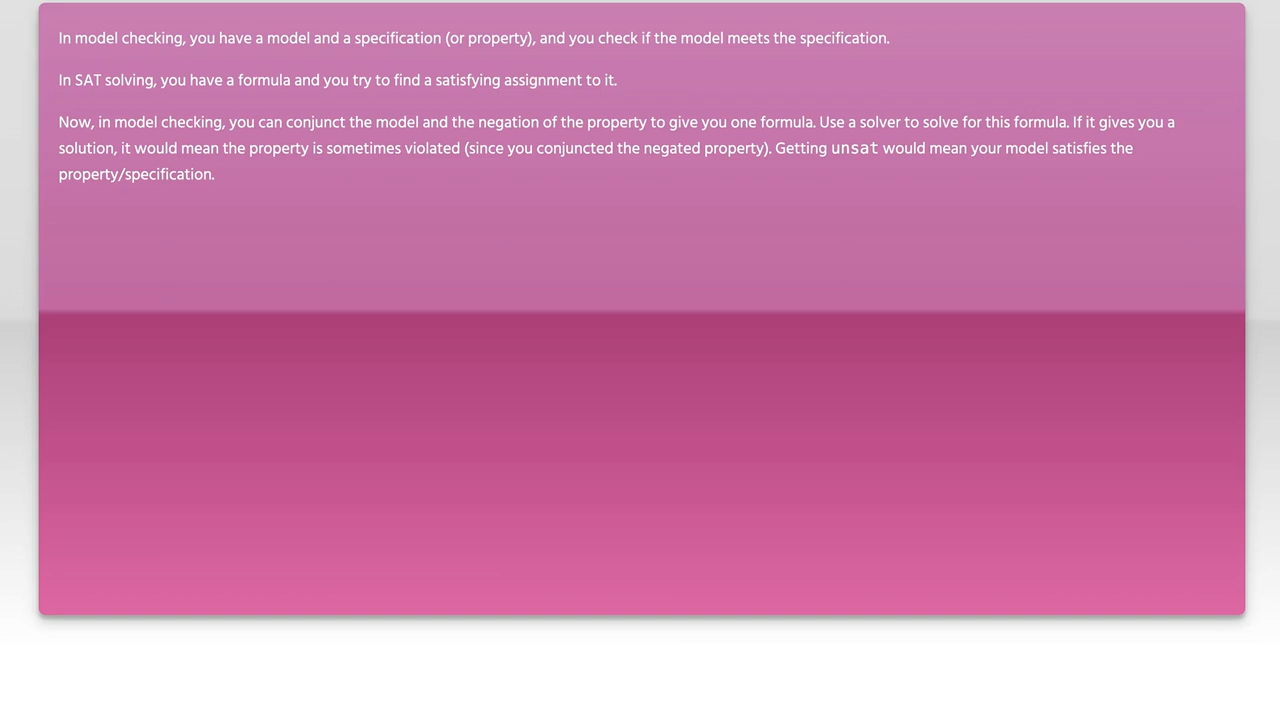 In model checking, you have a model and a specification (or property), and you check if the model meets the specification.
In SAT solving, you have a formula and you try to find a satisfying assignment to it.
Now, in model checking, you can conjunct the model and the negation of the property to give you one formula. Use a solver to solve for this formula. If it gives you a
solution, it would mean the property is sometimes violated (since you conjuncted the negated property). Getting unsat would mean your model satisfies the
property/specification.